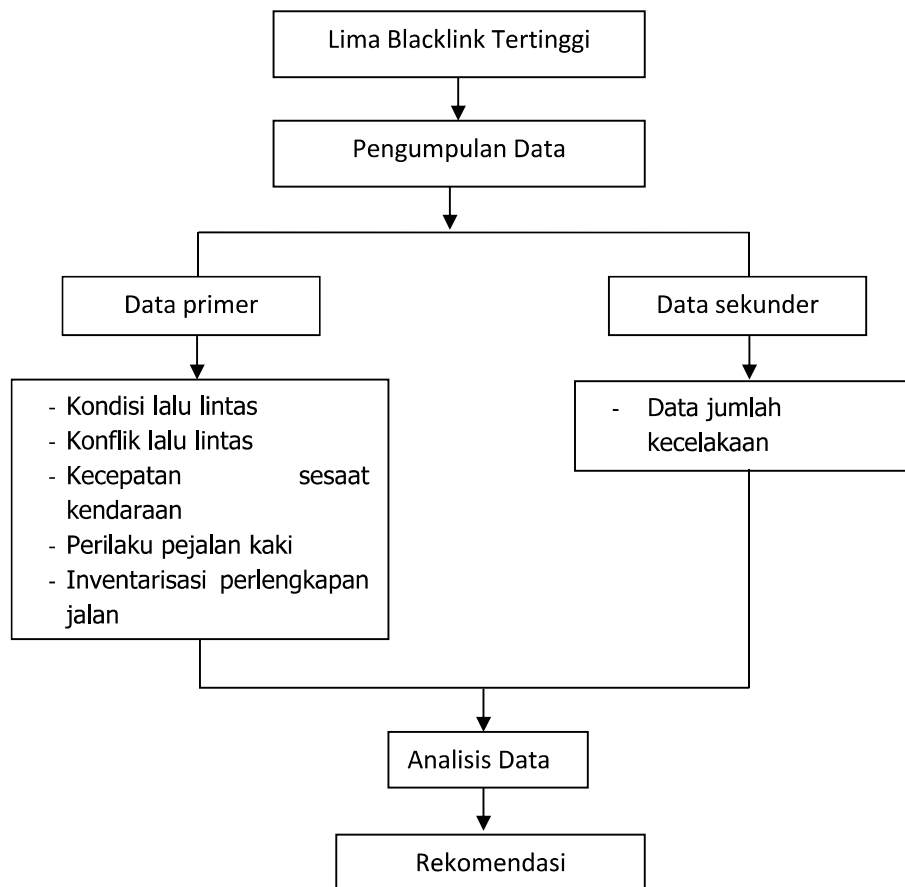 Lima Blacklink Tertinggi
Pengumpulan Data
Data primer
Data sekunder
- Kondisi lalu lintas
- Konflik lalu lintas
- Kecepatan sesaat
kendaraan
- Perilaku pejalan kaki
- Inventarisasi perlengkapan
jalan
- Data jumlah
kecelakaan
Analisis Data
Rekomendasi